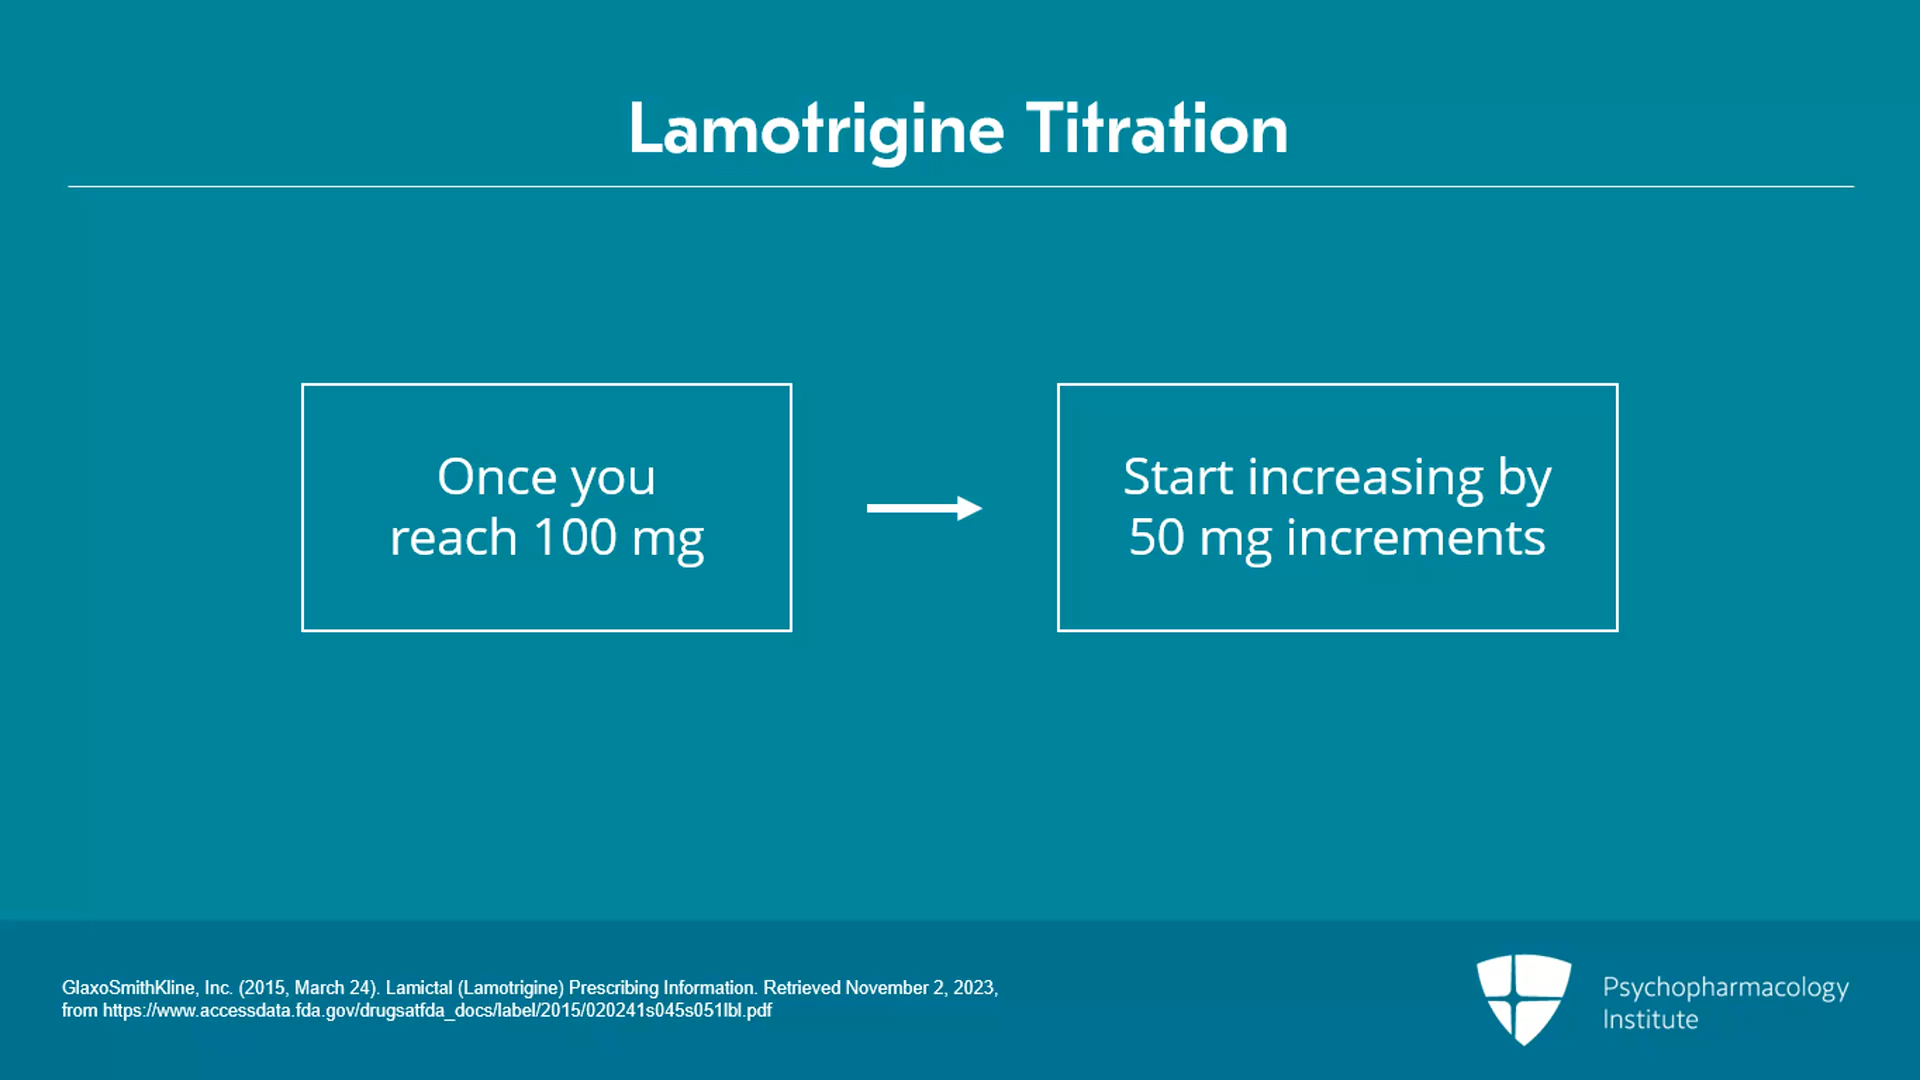 Lamotrigine Titration
Once you
reach 100 mg
Start increasing by
50 mg increments
GlaxoSmithKline, Inc. (2015, March 24). Lamictal (Lamotrigine) Prescribing Information. Retrieved November 2, 2023,
from https://www.accessdata.fda.gov/drugsatfda_docs/label/2015/020241s045s051lbl.pdf
Psychopharmacology
Institute